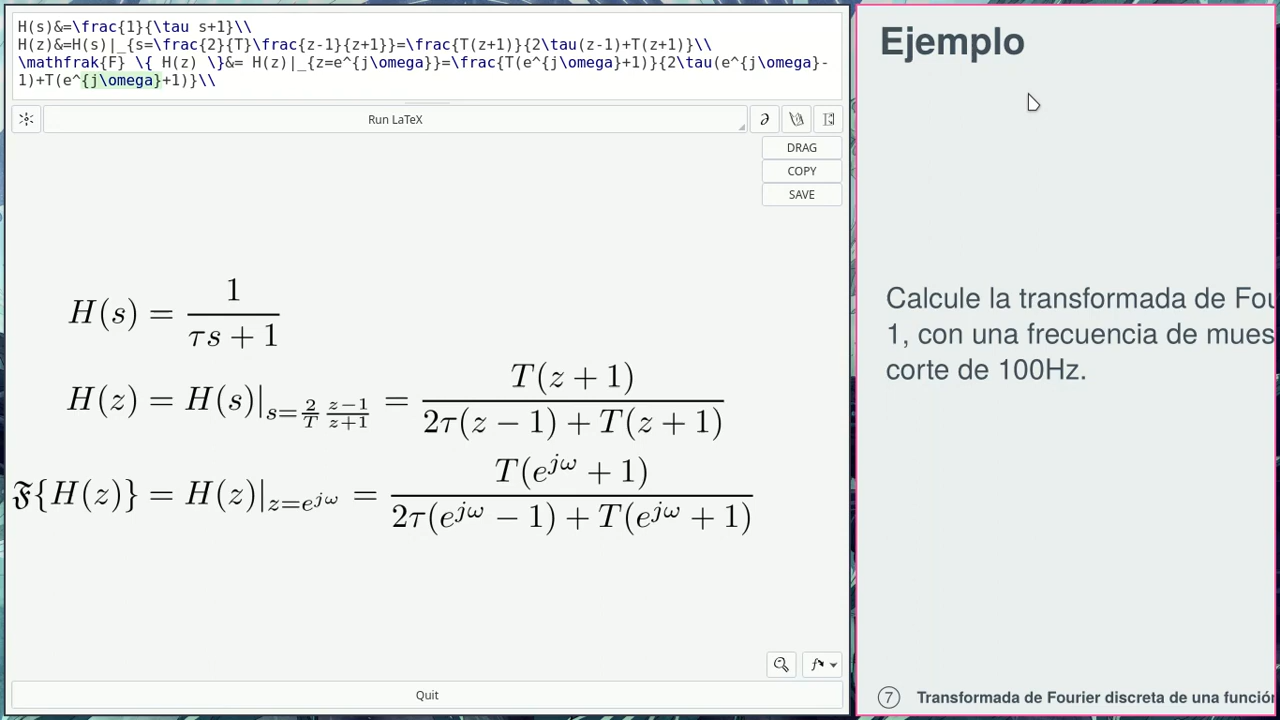 H(s)&=\frac{1}{\tau s+1}\\
H(z)&=H(s)|_{s=\frac{2}{T}\frac{z-1}{z+1}}=\frac{T(z+1)}{2\tau(z-1)+T(z+1)}\\
\mathfrak{F} \{ H(z) \}&= H(z)|_{z=e^{j\omega}}=\frac{T(e^{j\omega}+1)}{2\tau(e^{j\omega}-
1)+T(e^{j\omega}+1)}\\
Run LaTeX
∂
DRAG
COPY
SAVE
H(s) = 1/(τs + 1)
H(z) = H(s)|_{s=\frac{2}{T}\frac{z-1}{z+1}} = T(z + 1)/(2τ(z − 1) + T(z + 1))
𝔉{H(z)} = H(z)|_{z=e^{jω}} = T(e^{jω} + 1)/(2τ(e^{jω} − 1) + T(e^{jω} + 1))
Quit
Ejemplo
Calcule la transformada de Fou
1, con una frecuencia de mues
corte de 100Hz.
7 Transformada de Fourier discreta de una función